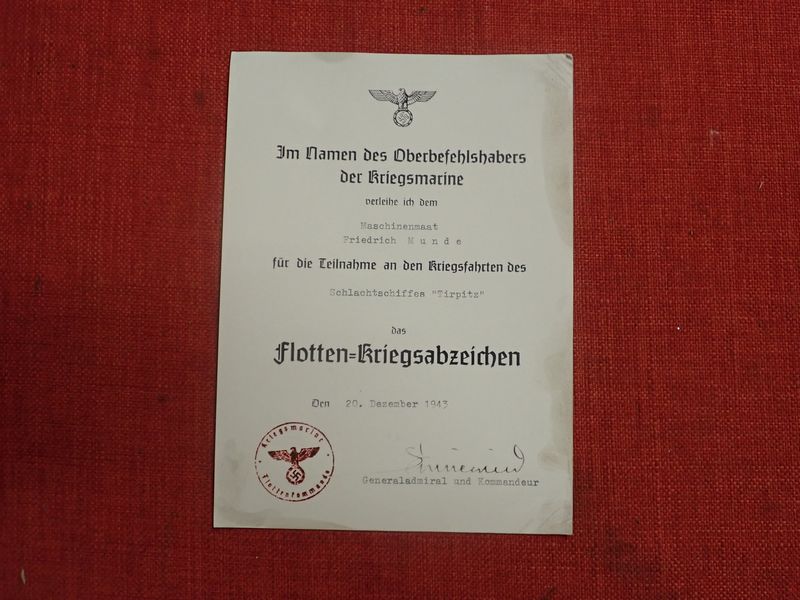 Im Namen des Oberbefehlshabers
der Kriegsmarine
verleihe ich dem
Maschinenmaat
Friedrich M u n d e
für die Teilnahme an den Kriegsfahrten des
Schlachtschiffes "Tirpitz"
das
Flotten=Kriegsabzeichen
Den 20. Dezember 1943
Kriegsmarine
Flottenkommando
Generaladmiral und Kommandeur